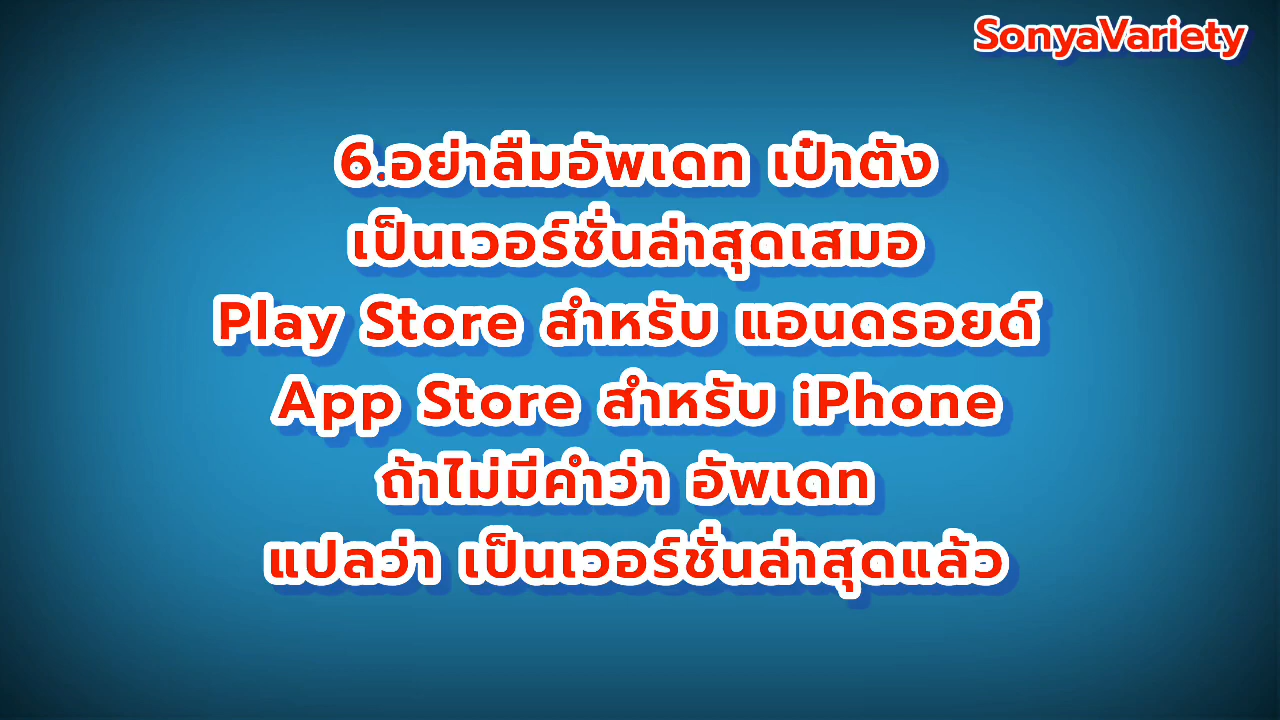 SonyaVariety
6.อย่าลืมอัพเดท เป๋าตัง
เป็นเวอร์ชั่นล่าสุดเสมอ
Play Store สำหรับ แอนดรอยด์
App Store สำหรับ iPhone
ถ้าไม่มีคำว่า อัพเดท
แปลว่า เป็นเวอร์ชั่นล่าสุดแล้ว